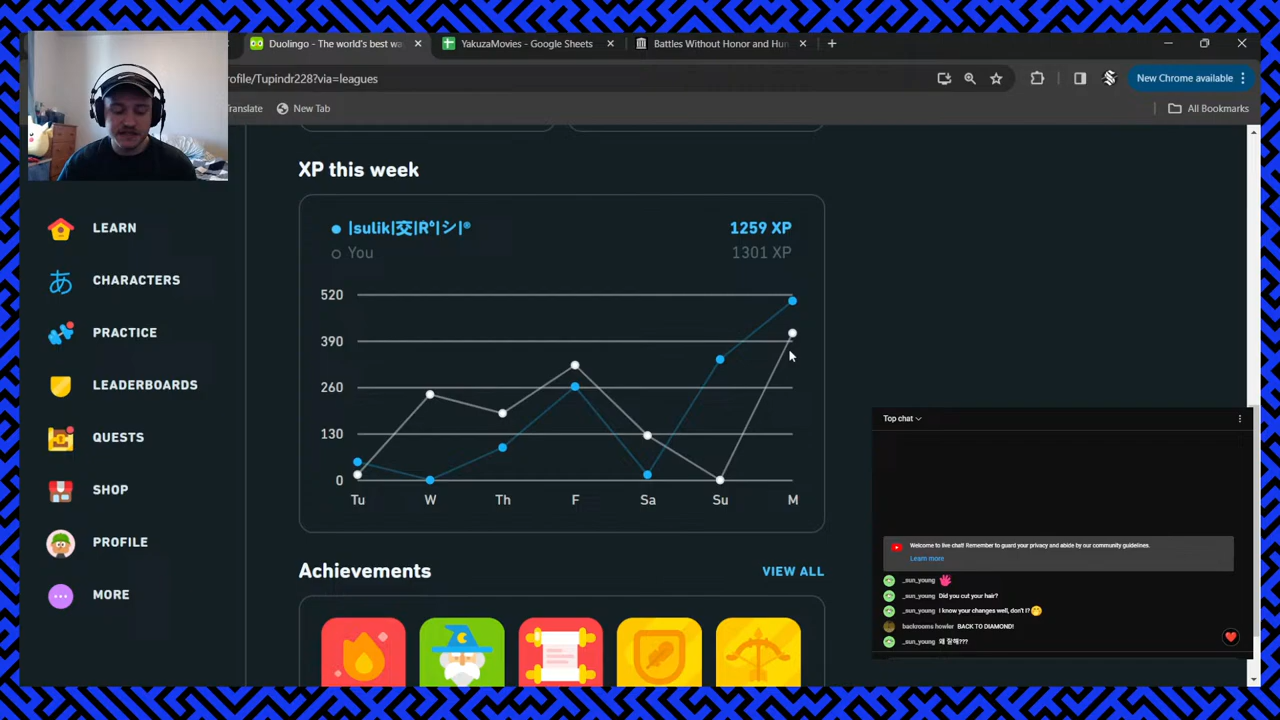 Duolingo - The world's best wa
YakuzaMovies - Google Sheets
Battles Without Honor and Hun
rofile/Tupindr228?via=leagues
New Chrome available
Translate
New Tab
All Bookmarks
XP this week
1259 XP
You
1301 XP
520
390
260
130
0
Tu W Th F Sa Su M
LEARN
CHARACTERS
PRACTICE
LEADERBOARDS
QUESTS
SHOP
PROFILE
MORE
Achievements
VIEW ALL
Top chat
Welcome to live chat! Remember to guard your privacy and abide by our community guidelines.
Learn more
_sun_young
_sun_young Did you cut your hair?
_sun_young I know your changes well, don't I?
backrooms howler BACK TO DIAMOND!
_sun_young 왜 잘해???